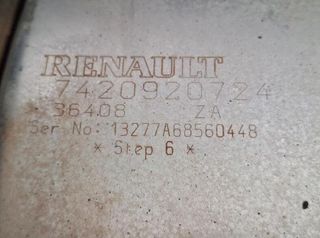 RENAULT
7420920724
36408 ZA
Ser No: 13277A68560448
* Step 6 *